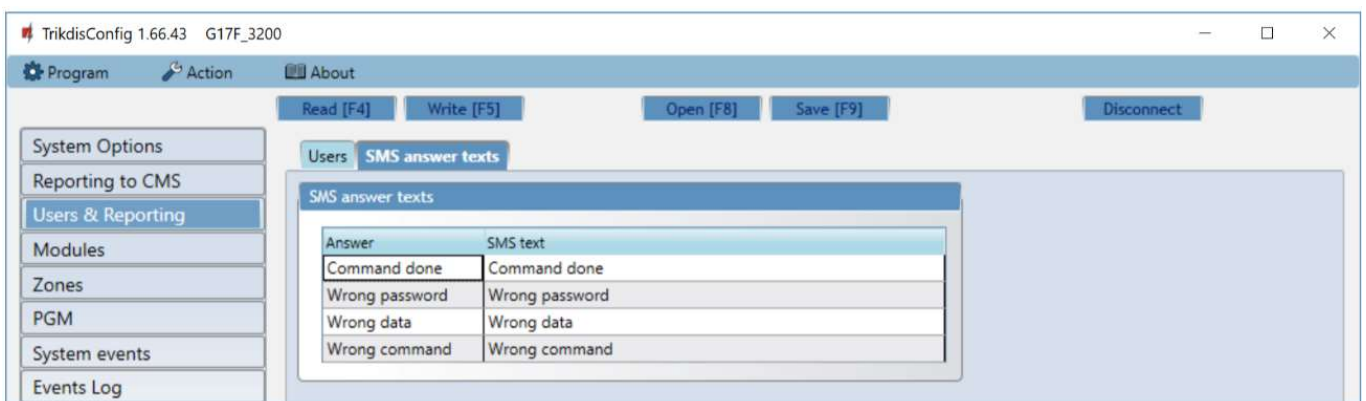 TrikdisConfig 1.66.43 G17F_3200
Program Action About
Read [F4] Write [F5] Open [F8] Save [F9] Disconnect
System Options
Reporting to CMS
Users & Reporting
Modules
Zones
PGM
System events
Events Log
Users SMS answer texts
SMS answer texts
Answer SMS text
Command done Command done
Wrong password Wrong password
Wrong data Wrong data
Wrong command Wrong command